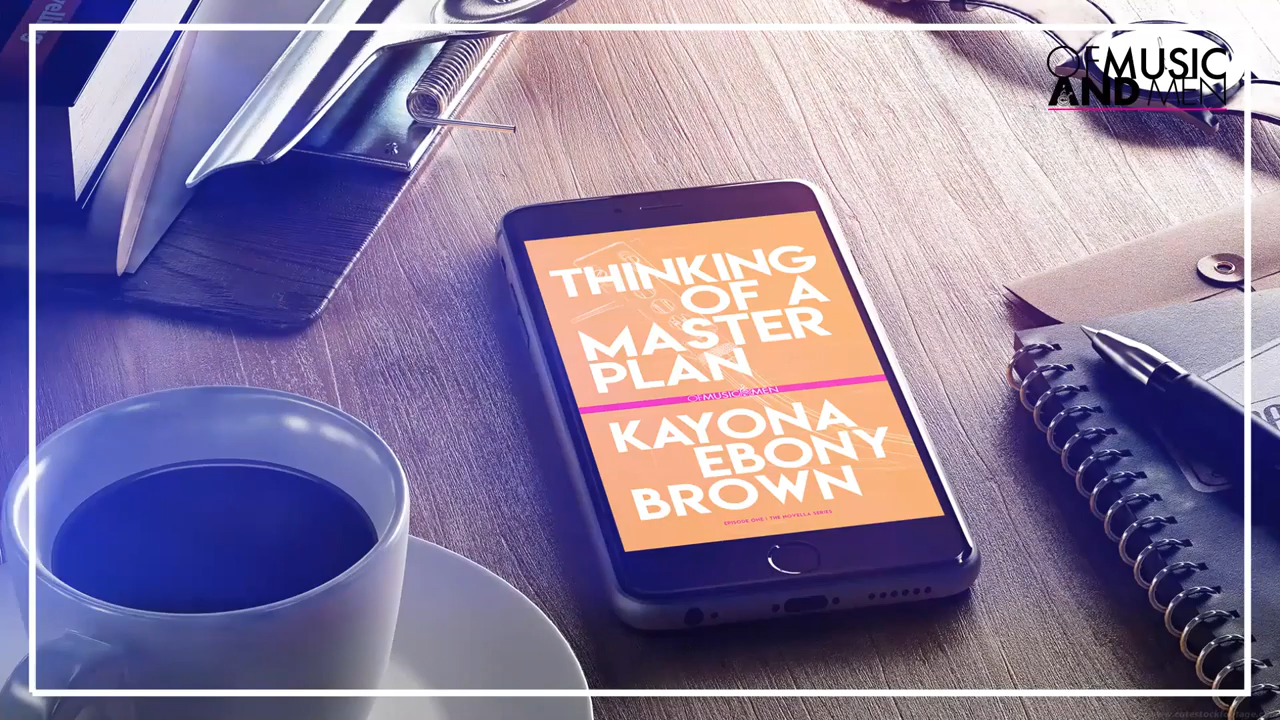 OF MUSIC
AND MEN
THINKING
OF A
MASTER
PLAN
OF MUSIC & MEN
KAYONA
EBONY
BROWN
EPISODE ONE | THE NOVELLA SERIES